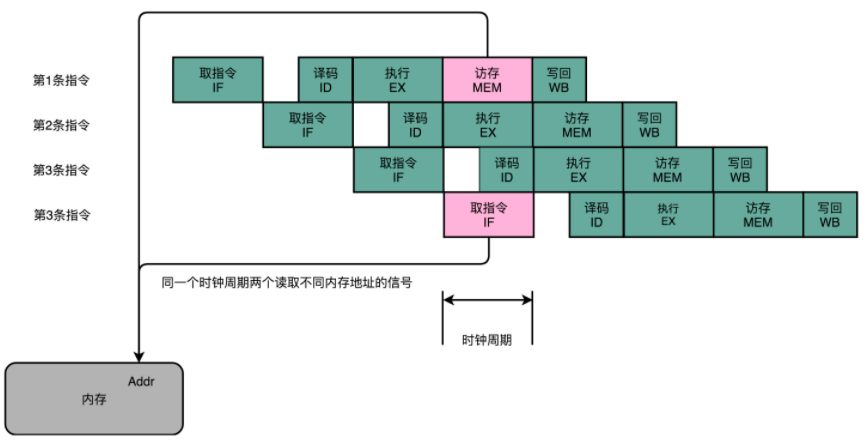 第1条指令
取指令
IF
译码
ID
执行
EX
访存
MEM
写回
WB
第2条指令
取指令
IF
译码
ID
执行
EX
访存
MEM
写回
WB
第3条指令
取指令
IF
译码
ID
执行
EX
访存
MEM
写回
WB
第3条指令
取指令
IF
译码
ID
执行
EX
访存
MEM
写回
WB
同一个时钟周期两个读取不同内存地址的信号
时钟周期
Addr
内存